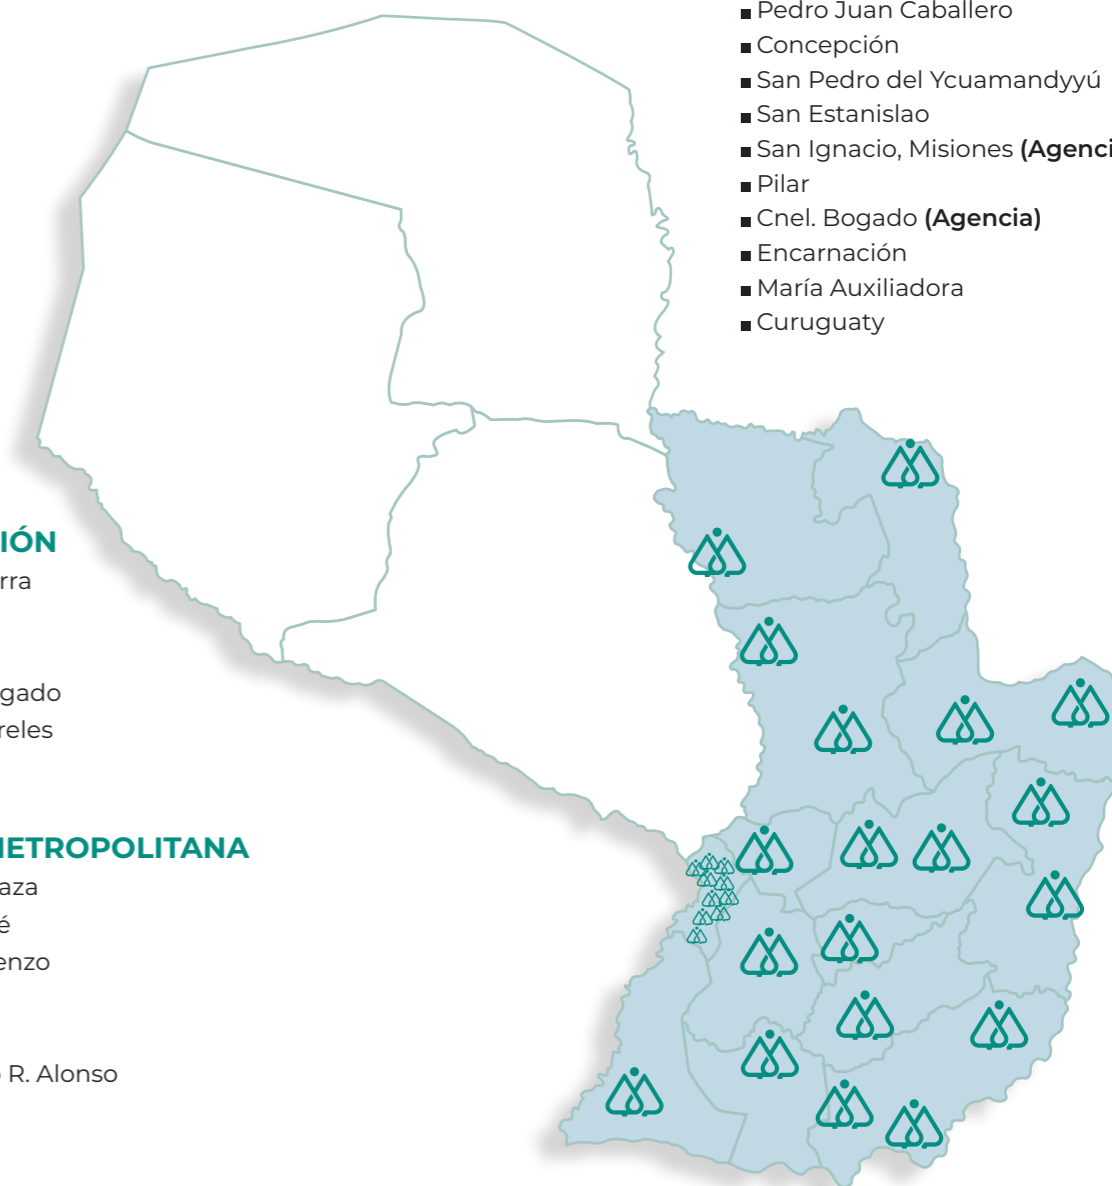 Pedro Juan Caballero
Concepción
San Pedro del Ycuamandyyú
San Estanislao
San Ignacio, Misiones (Agenci
Pilar
Cnel. Bogado (Agencia)
Encarnación
María Auxiliadora
Curuguaty
IÓN
rra
gado
reles
METROPOLITANA
aza
é
enzo
R. Alonso